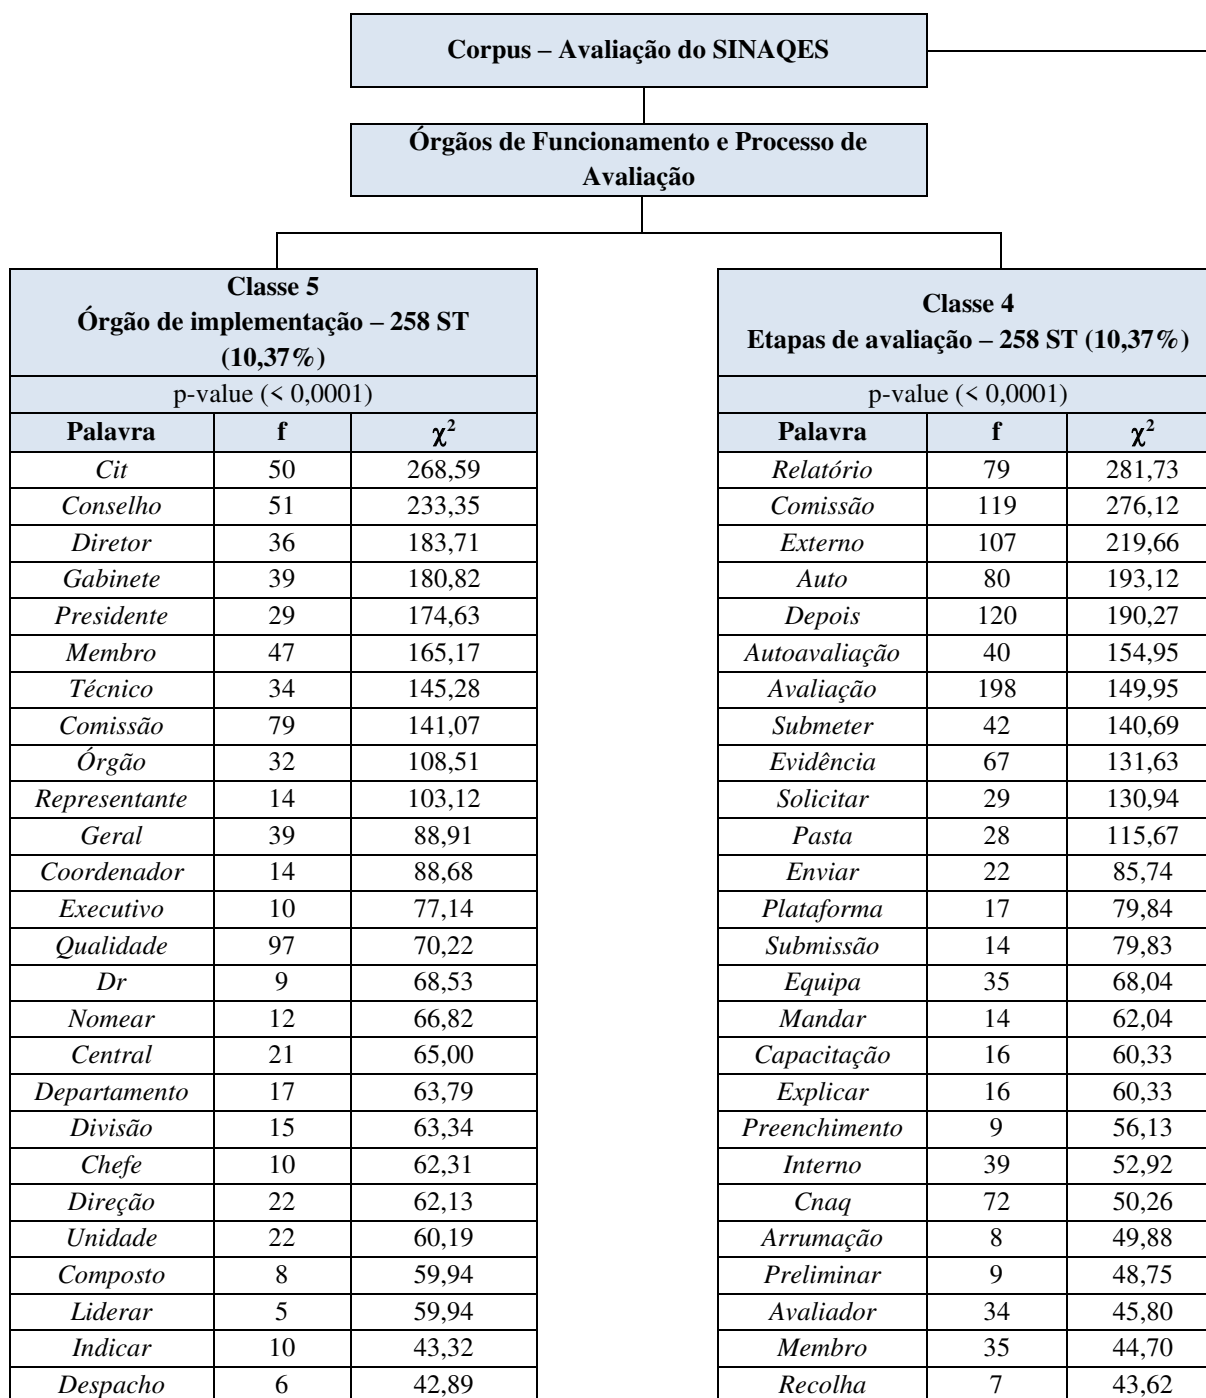 Corpus – Avaliação do SINAQES
Órgãos de Funcionamento e Processo de
Avaliação
Classe 5
Órgão de implementação – 258 ST
(10,37%)
p-value (< 0,0001)
Palavra f χ²
Cit 50 268,59
Conselho 51 233,35
Diretor 36 183,71
Gabinete 39 180,82
Presidente 29 174,63
Membro 47 165,17
Técnico 34 145,28
Comissão 79 141,07
Órgão 32 108,51
Representante 14 103,12
Geral 39 88,91
Coordenador 14 88,68
Executivo 10 77,14
Qualidade 97 70,22
Dr 9 68,53
Nomear 12 66,82
Central 21 65,00
Departamento 17 63,79
Divisão 15 63,34
Chefe 10 62,31
Direção 22 62,13
Unidade 22 60,19
Composto 8 59,94
Liderar 5 59,94
Indicar 10 43,32
Despacho 6 42,89
Classe 4
Etapas de avaliação – 258 ST (10,37%)
p-value (< 0,0001)
Palavra f χ²
Relatório 79 281,73
Comissão 119 276,12
Externo 107 219,66
Auto 80 193,12
Depois 120 190,27
Autoavaliação 40 154,95
Avaliação 198 149,95
Submeter 42 140,69
Evidência 67 131,63
Solicitar 29 130,94
Pasta 28 115,67
Enviar 22 85,74
Plataforma 17 79,84
Submissão 14 79,83
Equipa 35 68,04
Mandar 14 62,04
Capacitação 16 60,33
Explicar 16 60,33
Preenchimento 9 56,13
Interno 39 52,92
Cnaq 72 50,26
Arrumação 8 49,88
Preliminar 9 48,75
Avaliador 34 45,80
Membro 35 44,70
Recolha 7 43,62